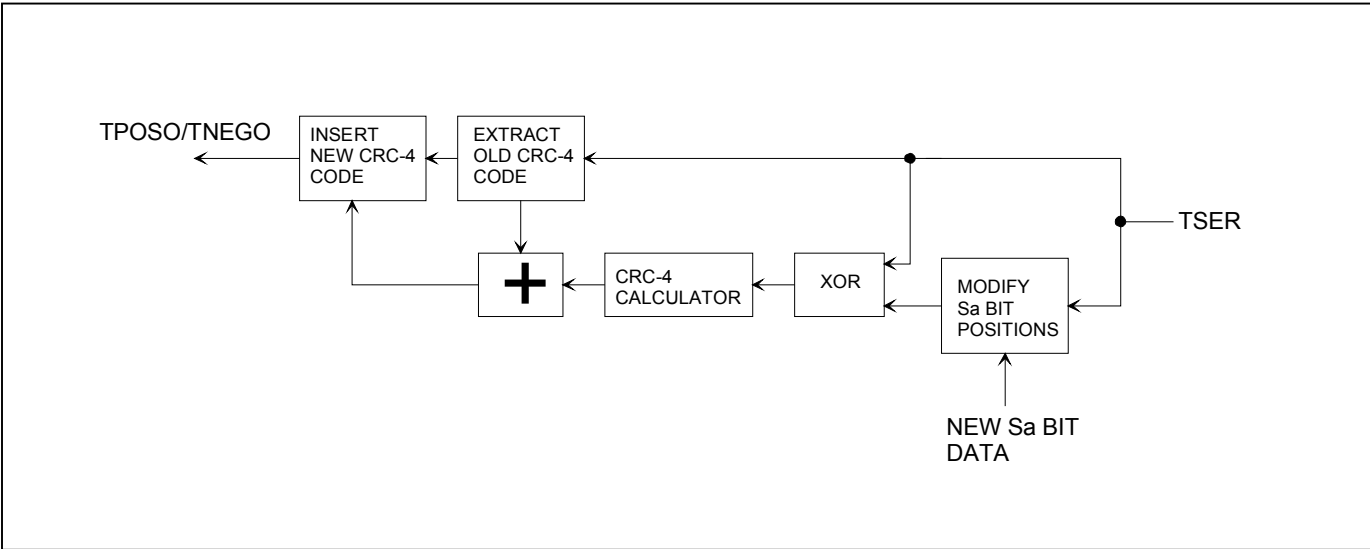 TPOSO/TNEGO
INSERT
NEW CRC-4
CODE
EXTRACT
OLD CRC-4
CODE
TSER
+
CRC-4
CALCULATOR
XOR
MODIFY
Sa BIT
POSITIONS
NEW Sa BIT
DATA